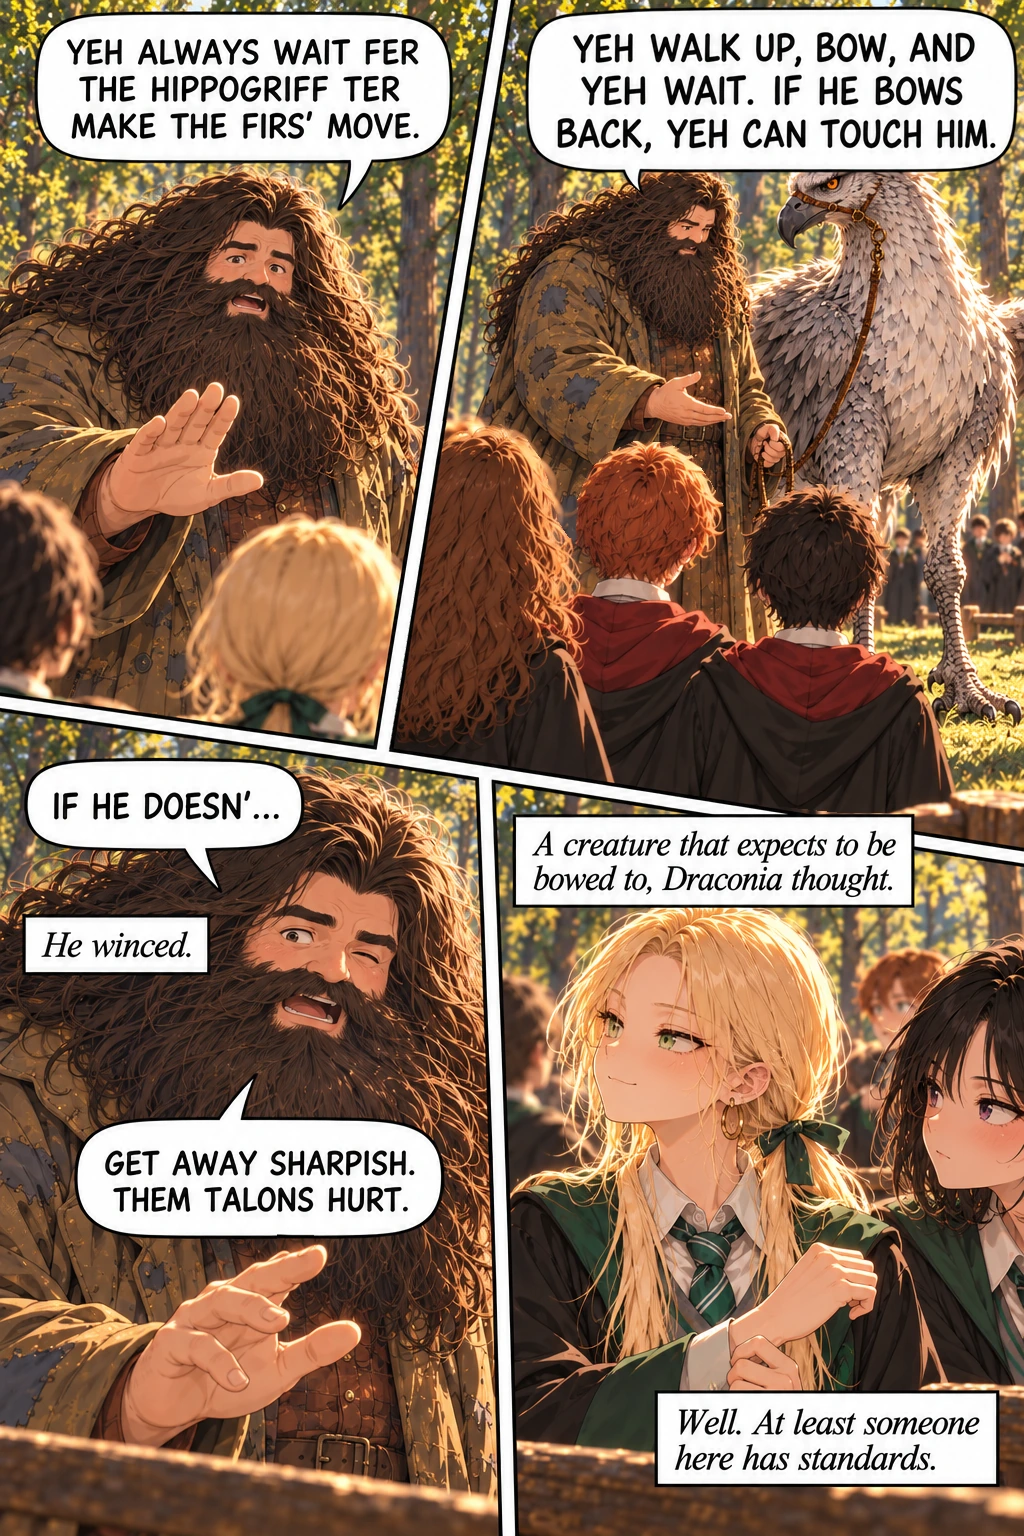 YEH ALWAYS WAIT FER
THE HIPPOGRIFF TER
MAKE THE FIRS' MOVE.
YEH WALK UP, BOW, AND
YEH WAIT. IF HE BOWS
BACK, YEH CAN TOUCH HIM.
IF HE DOESN'...
He winced.
GET AWAY SHARPISH.
THEM TALONS HURT.
A creature that expects to be
bowed to, Draconia thought.
Well. At least someone
here has standards.